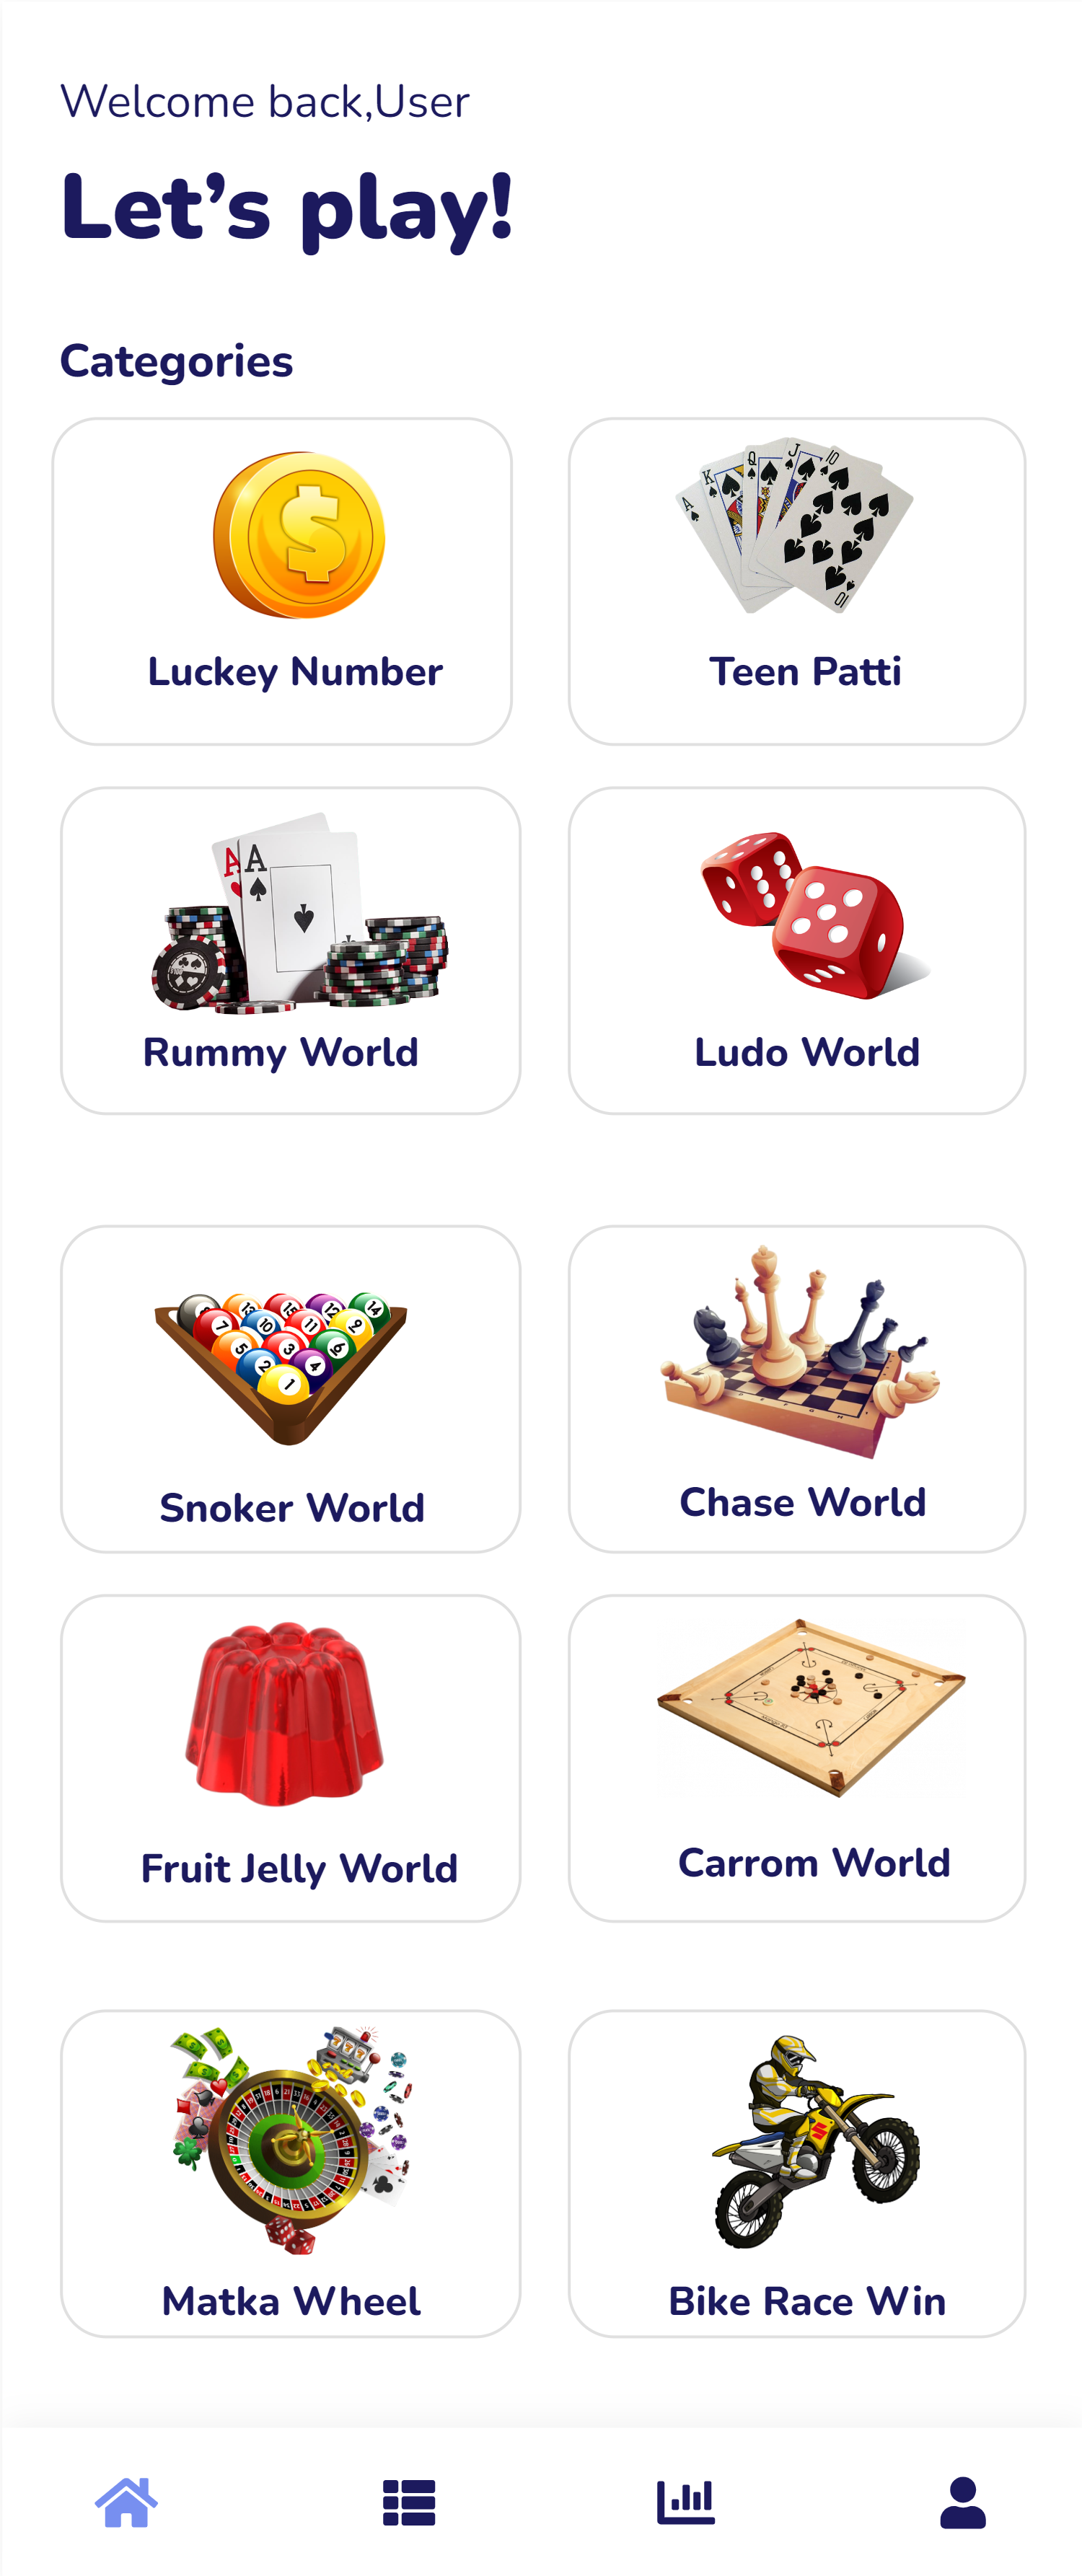 Welcome back,User
Let's play!
Categories
Luckey Number
Teen Patti
Rummy World
Ludo World
Snoker World
Chase World
Fruit Jelly World
Carrom World
Matka Wheel
Bike Race Win